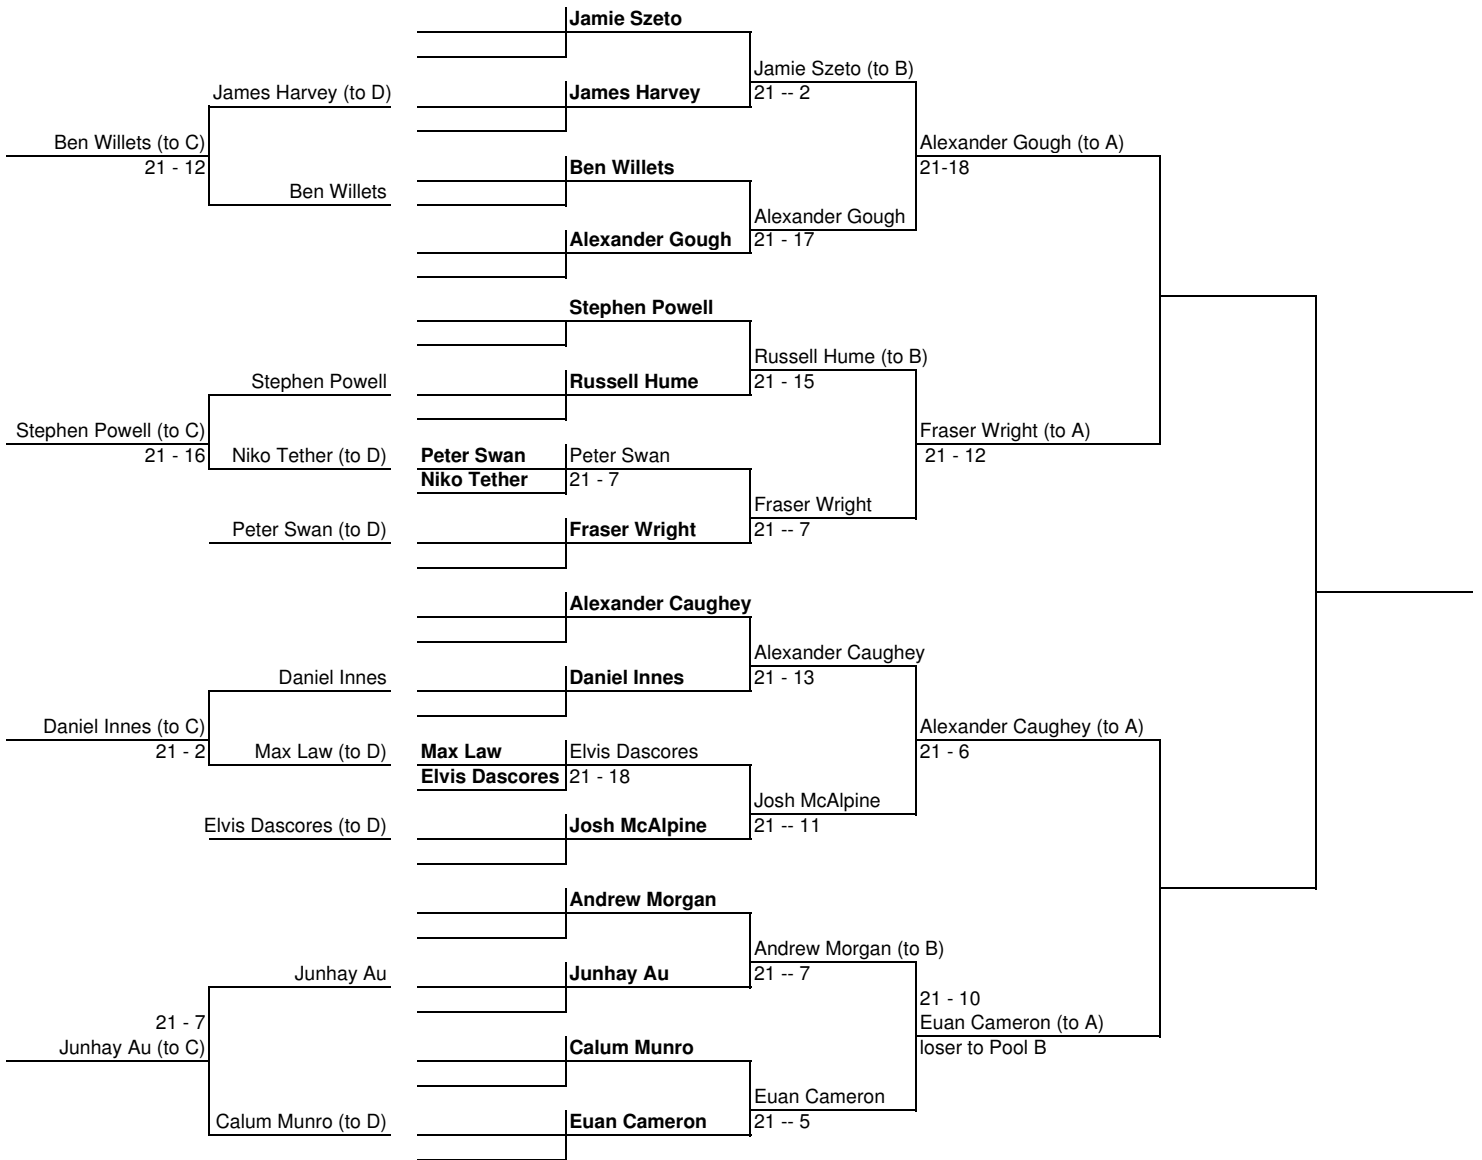 Jamie Szeto
Jamie Szeto (to B)
James Harvey (to D)
James Harvey
21 -- 2
Ben Willets (to C)
Alexander Gough (to A)
21 - 12
Ben Willets
21-18
Ben Willets
Alexander Gough
Alexander Gough
21 - 17
Stephen Powell
Russell Hume (to B)
Stephen Powell
Russell Hume
21 - 15
Stephen Powell (to C)
Fraser Wright (to A)
21 - 16
Niko Tether (to D)
Peter Swan
Peter Swan
21 - 12
Niko Tether
21 - 7
Fraser Wright
Peter Swan (to D)
Fraser Wright
21 -- 7
Alexander Caughey
Alexander Caughey
Daniel Innes
Daniel Innes
21 - 13
Daniel Innes (to C)
Alexander Caughey (to A)
21 - 2
Max Law (to D)
Max Law
Elvis Dascores
21 - 6
Elvis Dascores
21 - 18
Josh McAlpine
Elvis Dascores (to D)
Josh McAlpine
21 -- 11
Andrew Morgan
Andrew Morgan (to B)
Junhay Au
Junhay Au
21 -- 7
21 - 10
21 - 7
Euan Cameron (to A)
Junhay Au (to C)
Calum Munro
loser to Pool B
Euan Cameron
Calum Munro (to D)
Euan Cameron
21 -- 5